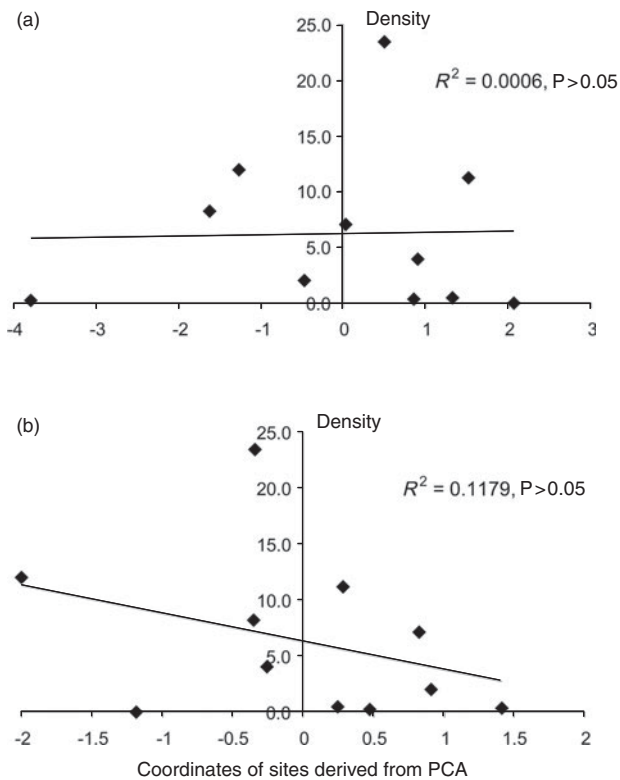 (a)
Density
25.0
20.0
R² = 0.0006, P>0.05
15.0
10.0
5.0
0.0
-4 -3 -2 -1 0 1 2 3
(b)
Density
25.0
R² = 0.1179, P>0.05
20.0
15.0
10.0
5.0
0.0
-2 -1.5 -1 -0.5 0 0.5 1 1.5 2
Coordinates of sites derived from PCA